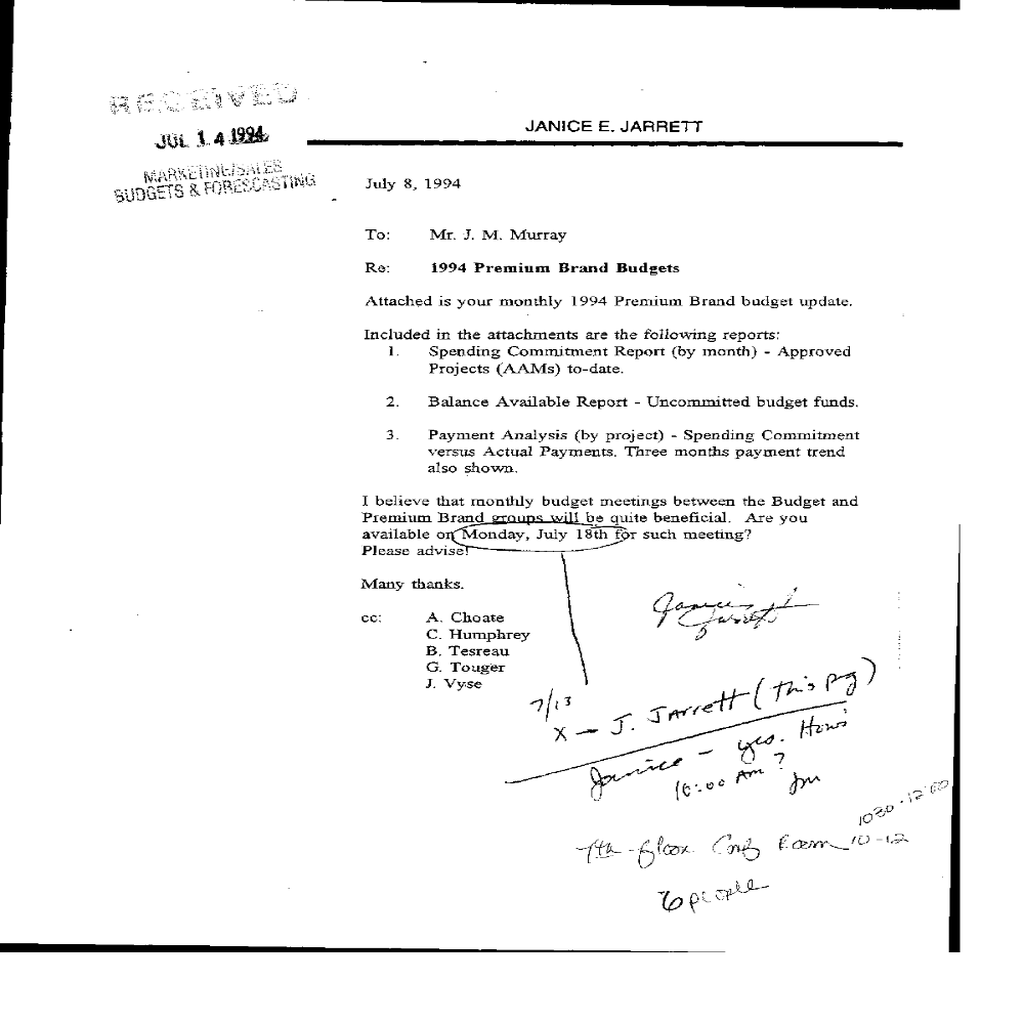 RECEIVED
JUL 14 1994
MARKETING/SALES
BUDGETS & FORESCASTING
JANICE E. JARRETT
July 8, 1994
To: Mr. J. M. Murray
Re: 1994 Premium Brand Budgets
Attached is your monthly 1994 Premium Brand budget update.
Included in the attachments are the following reports:
1. Spending Commitment Report (by month) - Approved
Projects (AAMs) to-date.
2. Balance Available Report - Uncommitted budget funds.
3. Payment Analysis (by project) - Spending Commitment
versus Actual Payments. Three months payment trend
also shown.
I believe that monthly budget meetings between the Budget and
Premium Brand groups will be quite beneficial. Are you
available on Monday, July 18th for such meeting?
Please advise!
Many thanks.
Janice
Jarrett
cc: A. Choate
C. Humphrey
B. Tesreau
G. Touger
J. Vyse
7/13
X - J. Jarrett (this pg)
Janice - yes. How's
10:00 AM?
Jm
1030-12:00
7th floor Conf Room 10-12
6 people